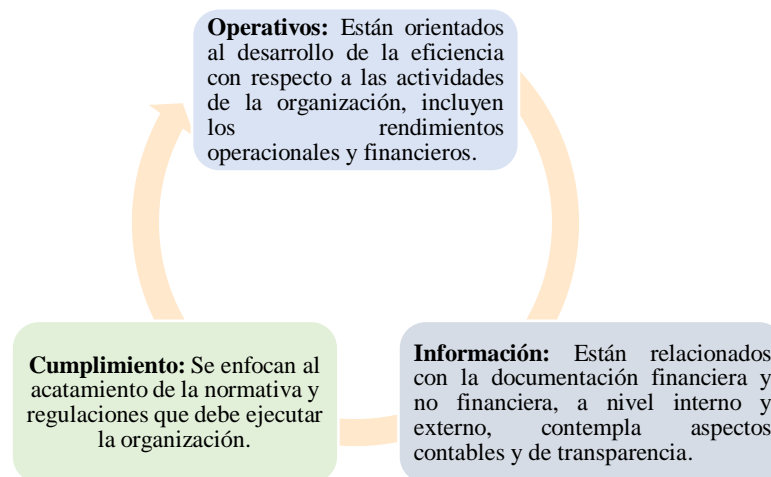 Operativos: Están orientados
al desarrollo de la eficiencia
con respecto a las actividades
de la organización, incluyen
los rendimientos
operacionales y financieros.
Cumplimiento: Se enfocan al
acatamiento de la normativa y
regulaciones que debe ejecutar
la organización.
Información: Están relacionados
con la documentación financiera y
no financiera, a nivel interno y
externo, contempla aspectos
contables y de transparencia.